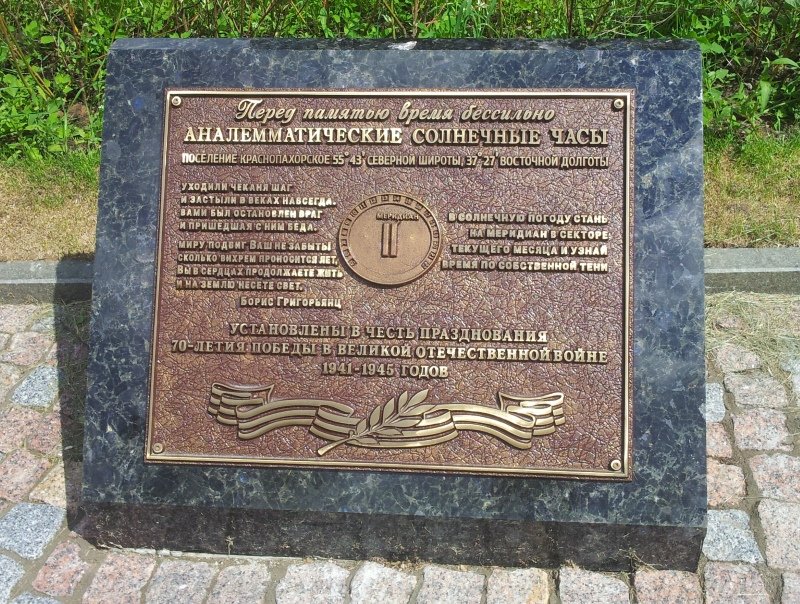 Перед памятью время бессильно
АНАЛЕММАТИЧЕСКИЕ СОЛНЕЧНЫЕ ЧАСЫ
ПОСЕЛЕНИЕ КРАСНОПАХОРСКОЕ 55°43' СЕВЕРНОЙ ШИРОТЫ, 37°27' ВОСТОЧНОЙ ДОЛГОТЫ
УХОДИЛИ ЧЕКАНЯ ШАГ
И ЗАСТЫЛИ В ВЕКАХ НАВСЕГДА.
ВАМИ БЫЛ ОСТАНОВЛЕН ВРАГ
И ПРИШЕДШАЯ С НИМ БЕДА.
МИРУ ПОДВИГ ВАШ НЕ ЗАБЫТЬ!
СКОЛЬКО ВИХРЕМ ПРОНОСИТСЯ ЛЕТ,
ВЫ В СЕРДЦАХ ПРОДОЛЖАЕТЕ ЖИТЬ
И НА ЗЕМЛЮ НЕСЕТЕ СВЕТ.
БОРИС ГРИГОРЬЯНЦ
МЕРИДИАН
В СОЛНЕЧНУЮ ПОГОДУ СТАНЬ
НА МЕРИДИАН В СЕКТОРЕ
ТЕКУЩЕГО МЕСЯЦА И УЗНАЙ
ВРЕМЯ ПО СОБСТВЕННОЙ ТЕНИ.
УСТАНОВЛЕНЫ В ЧЕСТЬ ПРАЗДНОВАНИЯ
70-ЛЕТИЯ ПОБЕДЫ В ВЕЛИКОЙ ОТЕЧЕСТВЕННОЙ ВОЙНЕ
1941-1945 ГОДОВ